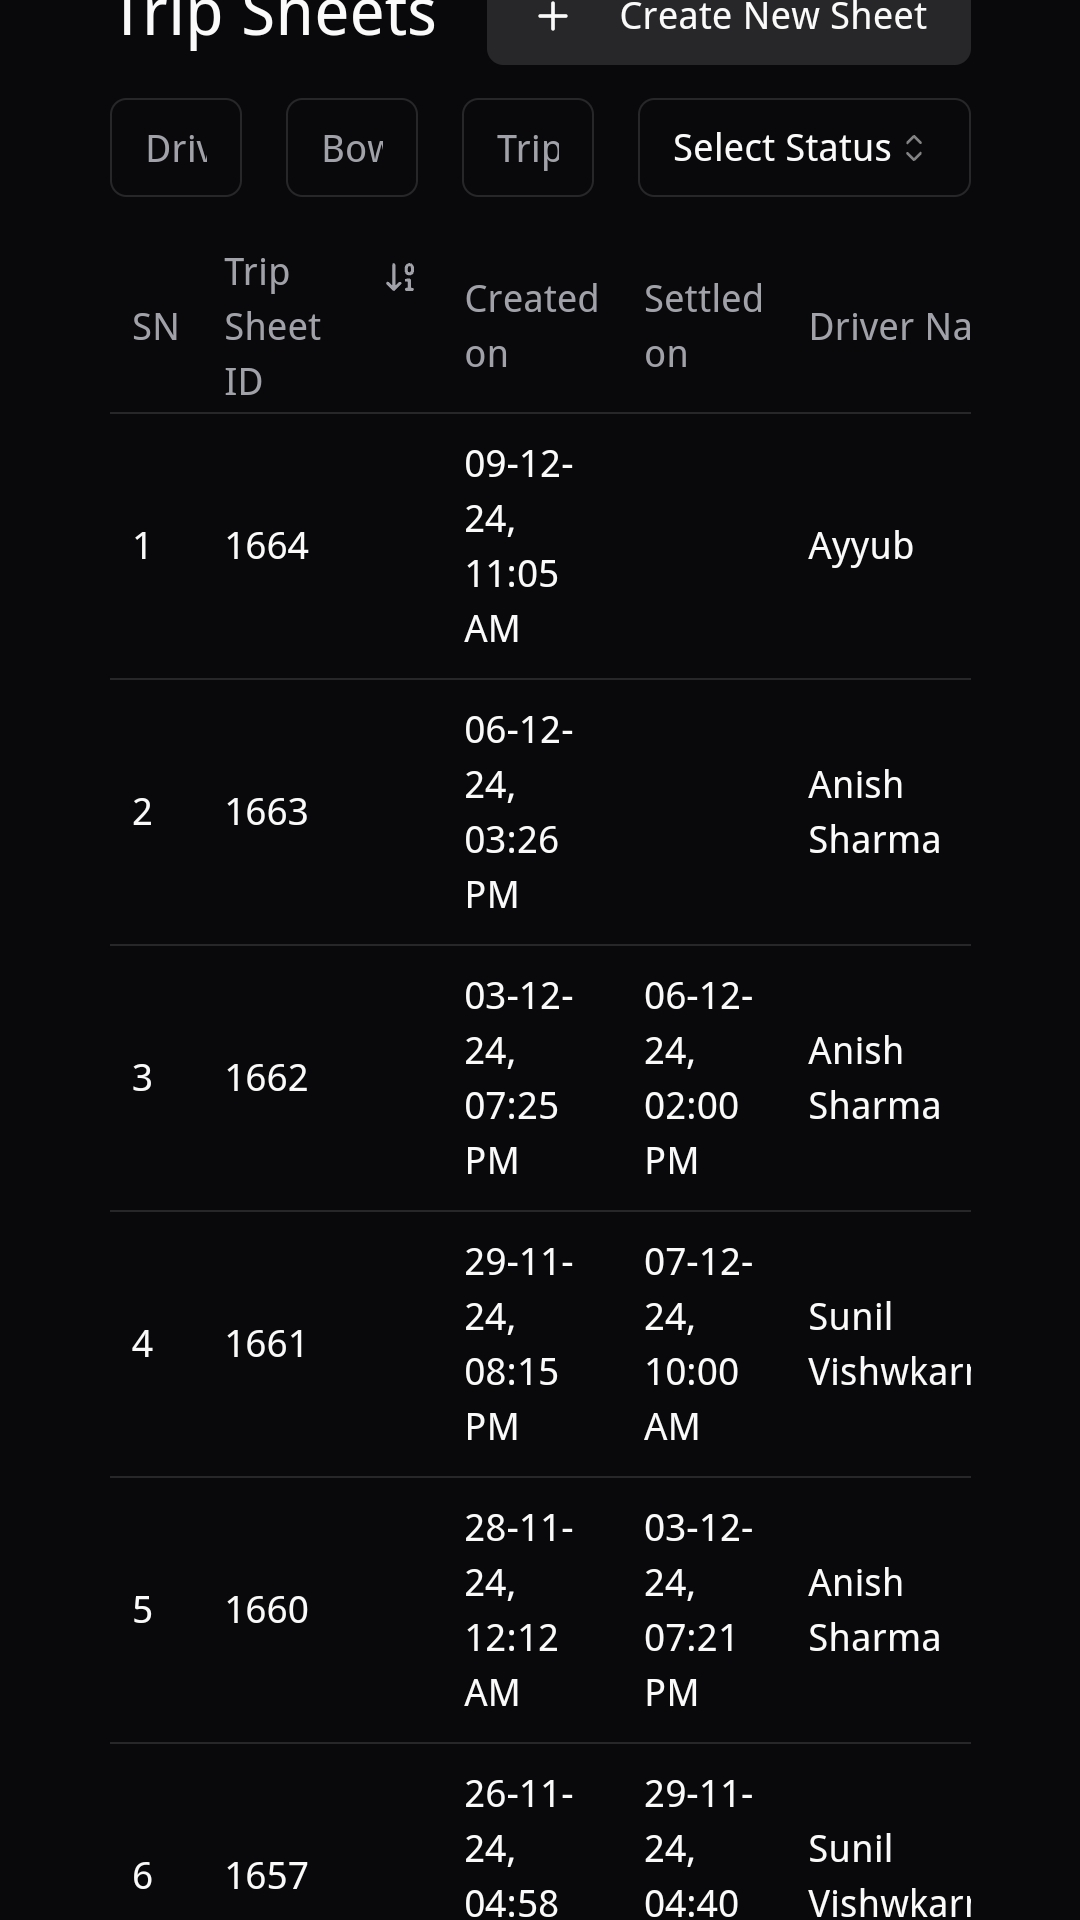 Trip Sheets
+ Create New Sheet
Driv
Bow
Trip
Select Status
SN
Trip
Sheet
ID
Created
on
Settled
on
Driver Na
1
1664
09-12-
24,
11:05
AM
Ayyub
2
1663
06-12-
24,
03:26
PM
Anish
Sharma
3
1662
03-12-
24,
07:25
PM
06-12-
24,
02:00
PM
Anish
Sharma
4
1661
29-11-
24,
08:15
PM
07-12-
24,
10:00
AM
Sunil
Vishwkarr
5
1660
28-11-
24,
12:12
AM
03-12-
24,
07:21
PM
Anish
Sharma
6
1657
26-11-
24,
04:58
29-11-
24,
04:40
Sunil
Vishwkarr